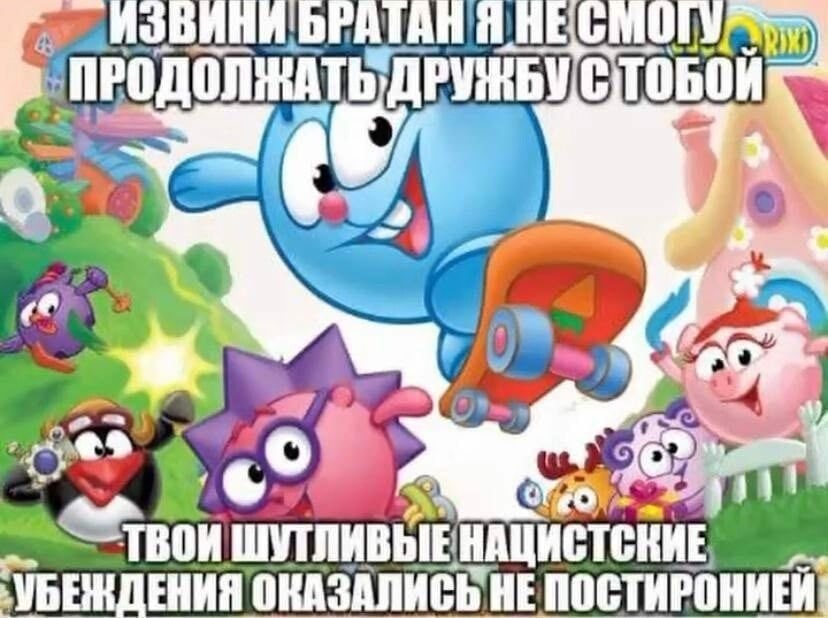 ИЗВИНИ БРАТАН Я НЕ СМОГУ
ПРОДОЛЖАТЬ ДРУЖБУ С ТОБОЙ
ТВОИ ШУТЛИВЫЕ НАЦИСТСКИЕ
УБЕЖДЕНИЯ ОКАЗАЛИСЬ НЕ ПОСТИРОНИЕЙ